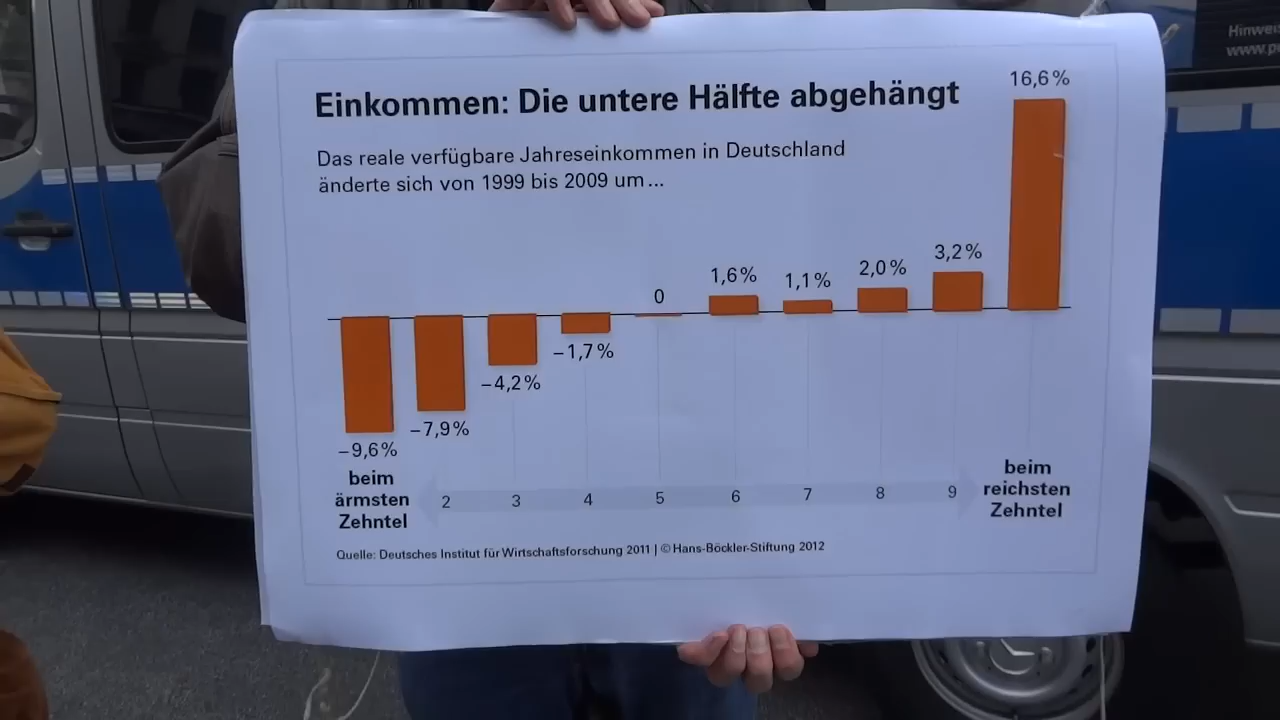 Einkommen: Die untere Hälfte abgehängt
Das reale verfügbare Jahreseinkommen in Deutschland
änderte sich von 1999 bis 2009 um...
16,6%
3,2%
2,0%
1,1%
1,6%
0
–1,7%
–4,2%
–7,9%
–9,6%
beim
ärmsten
Zehntel
2 3 4 5 6 7 8 9
beim
reichsten
Zehntel
Quelle: Deutsches Institut für Wirtschaftsforschung 2011 | © Hans-Böckler-Stiftung 2012